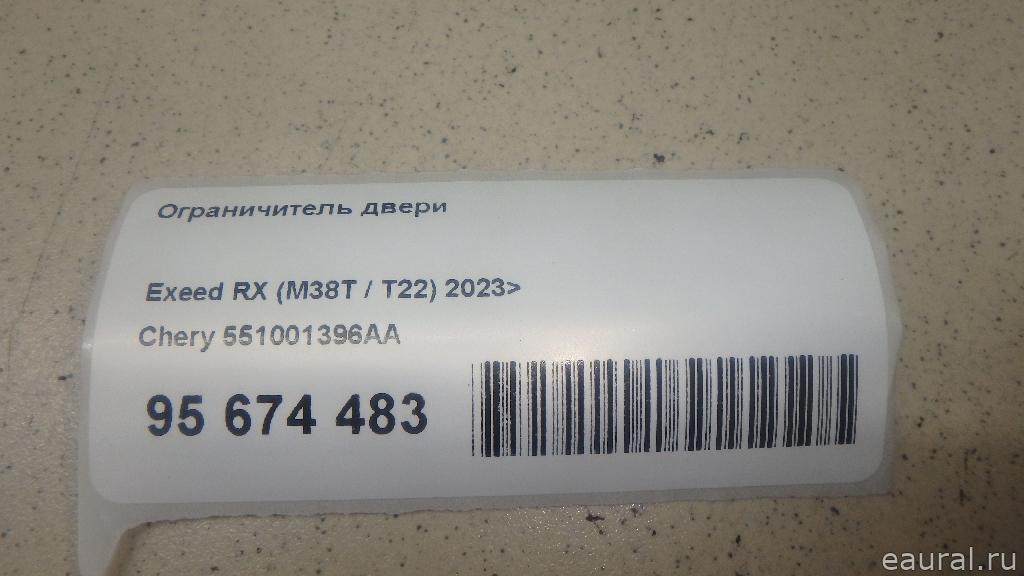 Ограничитель двери
Exeed RX (M38T / T22) 2023>
Chery 551001396AA
95 674 483
eaural.ru